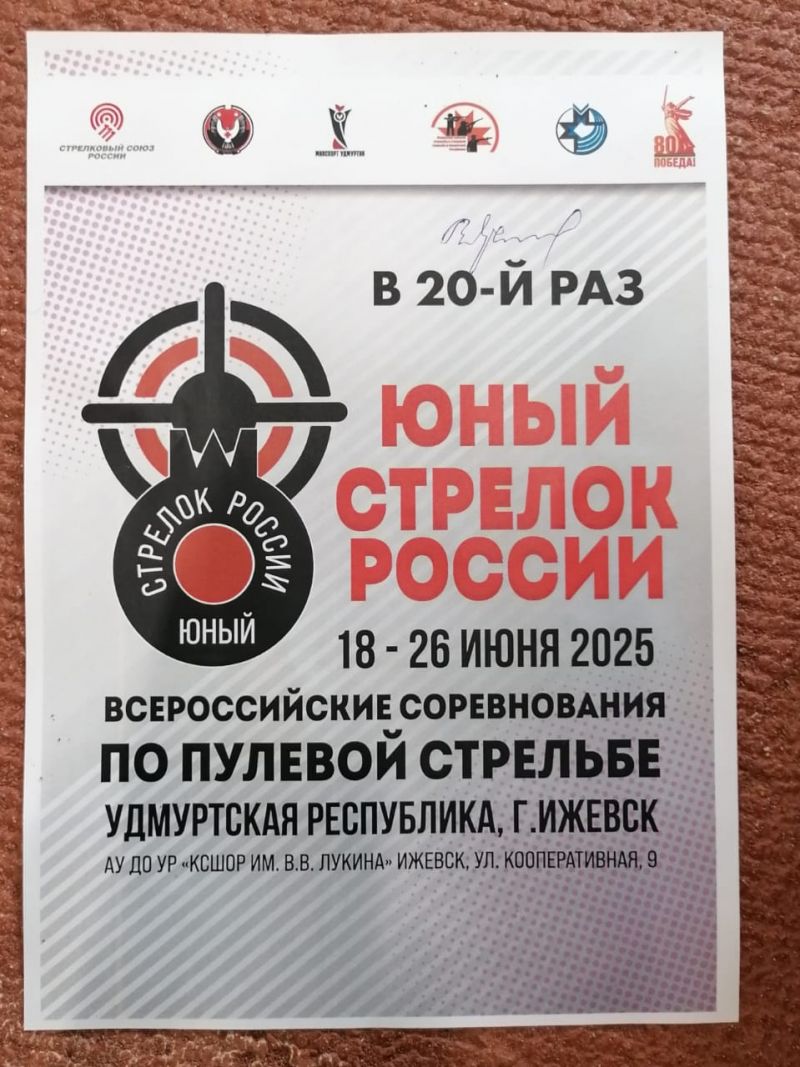 СТРЕЛКОВЫЙ СОЮЗ
РОССИИ
МИНСПОРТ УДМУРТИИ
80
ПОБЕДА!
В 20-Й РАЗ
ЮНЫЙ
СТРЕЛОК
РОССИИ
СТРЕЛОК РОССИИ
ЮНЫЙ
18 - 26 ИЮНЯ 2025
ВСЕРОССИЙСКИЕ СОРЕВНОВАНИЯ
ПО ПУЛЕВОЙ СТРЕЛЬБЕ
УДМУРТСКАЯ РЕСПУБЛИКА, Г.ИЖЕВСК
АУ ДО УР «КСШОР ИМ. В.В. ЛУКИНА» ИЖЕВСК, УЛ. КООПЕРАТИВНАЯ, 9